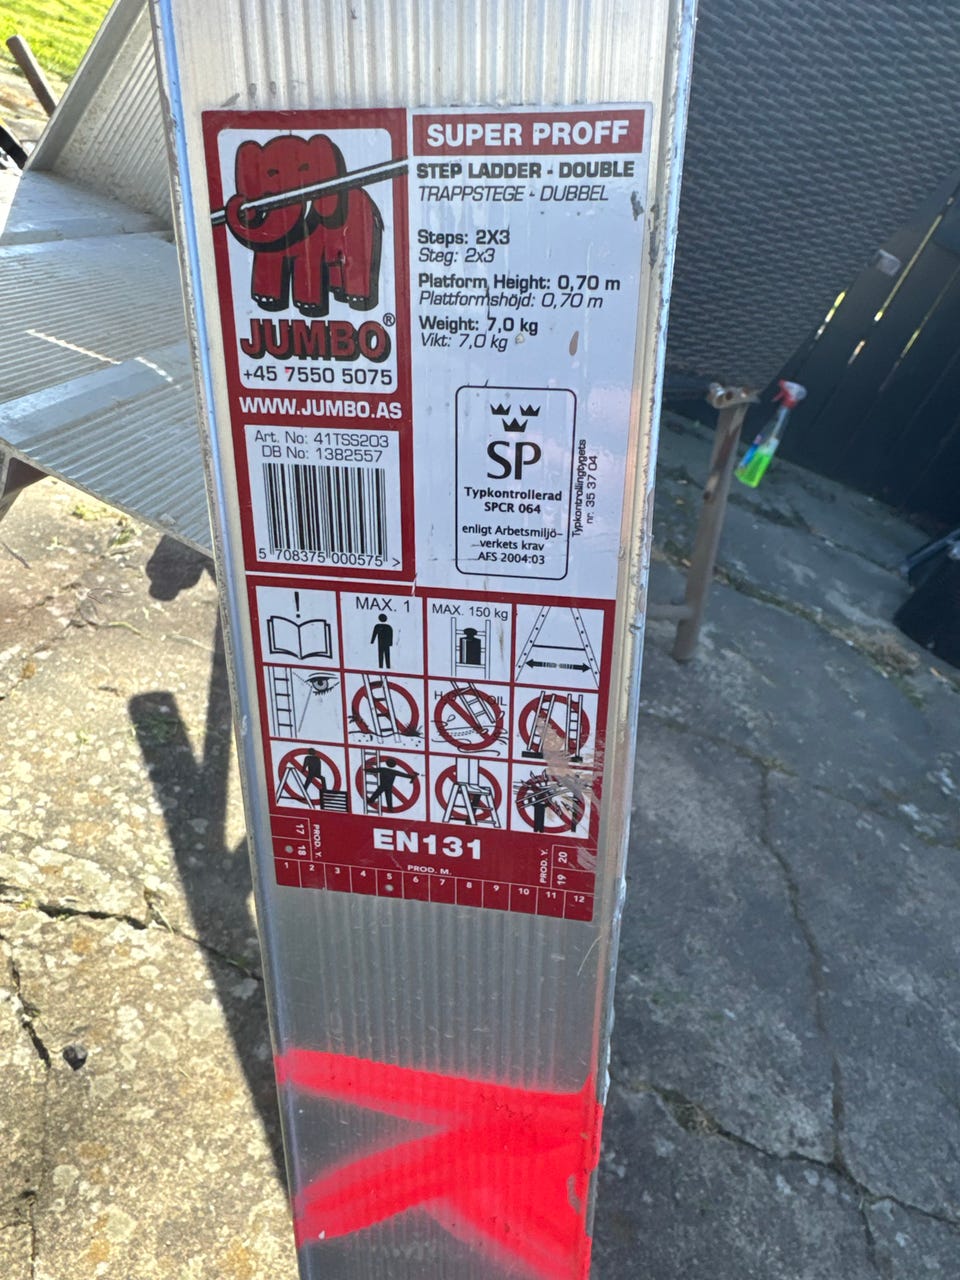 JUMBO®
+45 7550 5075
WWW.JUMBO.AS
Art. No: 41TSS203
DB No: 1382557
5 708375 000575 >
SUPER PROFF
STEP LADDER - DOUBLE
TRAPPSTEGE - DUBBEL
Steps: 2X3
Steg: 2x3
Platform Height: 0,70 m
Plattformshöjd: 0,70 m
Weight: 7,0 kg
Vikt: 7,0 kg
SP
Typkontrollerad
SPCR 064
enligt Arbetsmiljö-
verkets krav
AFS 2004:03
Typkontrollintygets
nr. 35 37 04
!
MAX. 1
MAX. 150 kg
OIL
EN131
17
18
PROD. Y.
PROD. M.
PROD. Y.
20
19
1 2 3 4 5 6 7 8 9 10 11 12